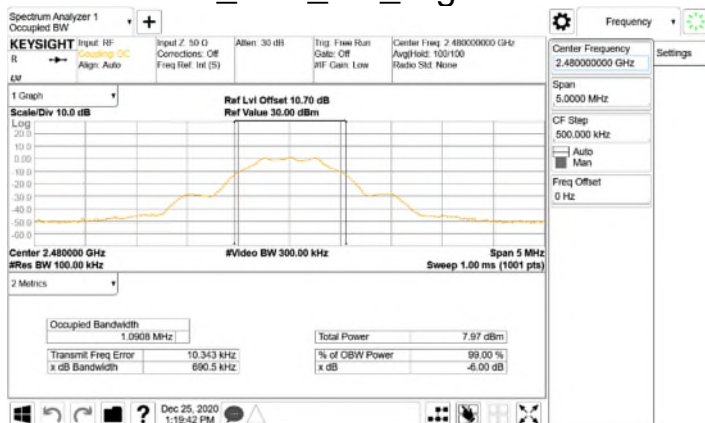 Spectrum Analyzer 1
Occupied BW
Frequency
KEYSIGHT
Input: RF
Coupling: DC
Align: Auto
Input Z: 50 Ω
Corrections: Off
Freq Ref: Int (S)
Atten: 30 dB
Trig: Free Run
Gate: Off
#IF Gain: Low
Center Freq: 2.480000000 GHz
Avg|Hold: 100/100
Radio Std: None
R
Center Frequency
2.480000000 GHz
Settings
Span
5.0000 MHz
CF Step
500.000 kHz
Auto
Man
Freq Offset
0 Hz
1 Graph
Scale/Div 10.0 dB
Ref Lvl Offset 10.70 dB
Ref Value 30.00 dBm
Log
20.0
10.0
0.00
-10.0
-20.0
-30.0
-40.0
-50.0
-60.0
Center 2.480000 GHz
#Res BW 100.00 kHz
#Video BW 300.00 kHz
Span 5 MHz
Sweep 1.00 ms (1001 pts)
2 Metrics
Occupied Bandwidth
1.0908 MHz
Total Power 7.97 dBm
Transmit Freq Error 10.343 kHz
% of OBW Power 99.00 %
x dB Bandwidth 690.5 kHz
x dB -6.00 dB
Dec 25, 2020
1:19:42 PM